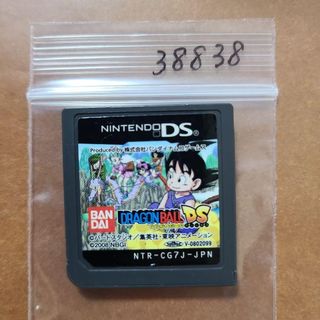 38838
NINTENDO DS
Produced by 株式会社バンダイナムコゲームス
BAN
DAI
DRAGONBALL DS
©バードスタジオ/集英社・東映アニメーション
©2008 NBGI
V-0802099
NTR-CG7J-JPN